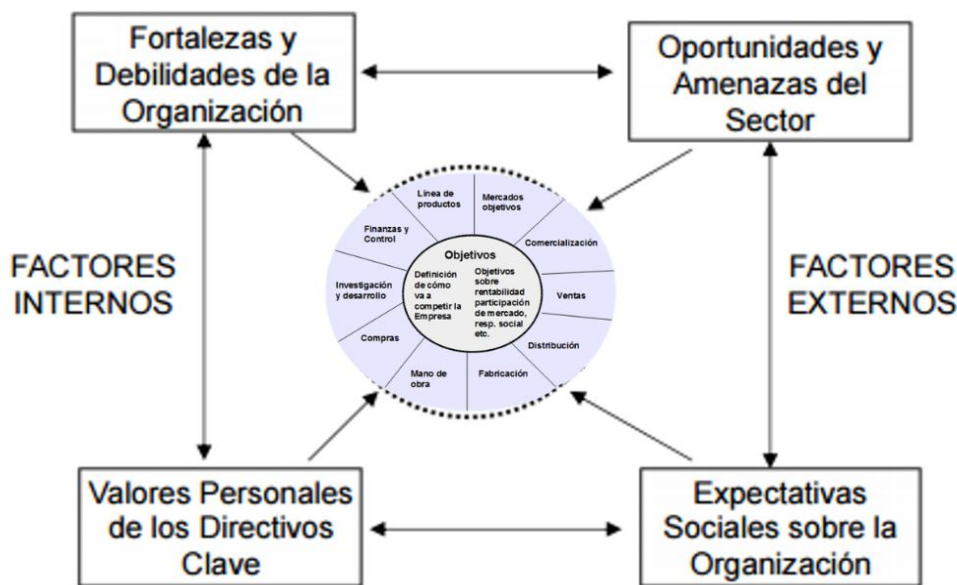 Fortalezas y
Debilidades de la
Organización
Oportunidades y
Amenazas del
Sector
FACTORES
INTERNOS
FACTORES
EXTERNOS
Línea de
productos
Mercados
objetivos
Finanzas y
Control
Comercialización
Investigación
y desarrollo
Ventas
Compras
Distribución
Mano de
obra
Fabricación
Objetivos
Definición
de cómo
va a
competir la
Empresa
Objetivos
sobre
rentabilidad
participación
de mercado,
resp. social
etc.
Valores Personales
de los Directivos
Clave
Expectativas
Sociales sobre la
Organización